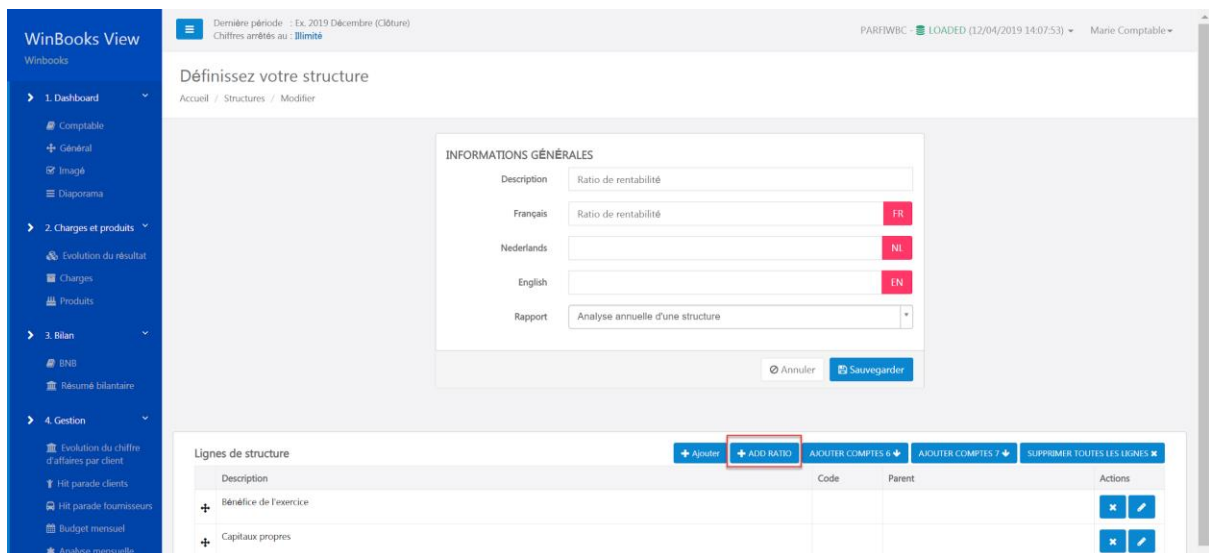 WinBooks View
Winbooks
1. Dashboard
Comptable
Général
Imagé
Diaporama
2. Charges et produits
Evolution du résultat
Charges
Produits
3. Bilan
BNB
Résumé bilantaire
4. Gestion
Evolution du chiffre
d'affaires par client
Hit parade clients
Hit parade fournisseurs
Budget mensuel
Analyse mensuelle
Dernière période : Ex. 2019 Décembre (Clôture)
Chiffres arrêtés au : Illimité
PARFIWBC - LOADED (12/04/2019 14:07:53) Marie Comptable
Définissez votre structure
Accueil / Structures / Modifier
INFORMATIONS GÉNÉRALES
Description Ratio de rentabilité
Français Ratio de rentabilité FR
Nederlands NL
English EN
Rapport Analyse annuelle d'une structure
Annuler Sauvegarder
Lignes de structure Ajouter ADD RATIO AJOUTER COMPTES 6 AJOUTER COMPTES 7 SUPPRIMER TOUTES LES LIGNES
Description Code Parent Actions
Bénéfice de l'exercice
Capitaux propres